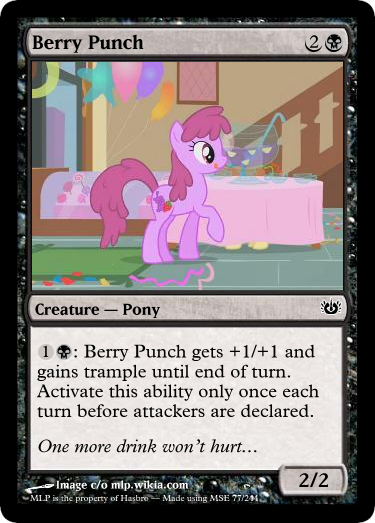 Berry Punch 2
Creature — Pony
1 : Berry Punch gets +1/+1 and
gains trample until end of turn.
Activate this ability only once each
turn before attackers are declared.
One more drink won't hurt...
2/2
Image c/o mlp.wikia.com
MLP is the property of Hasbro — Made using MSE 77/244